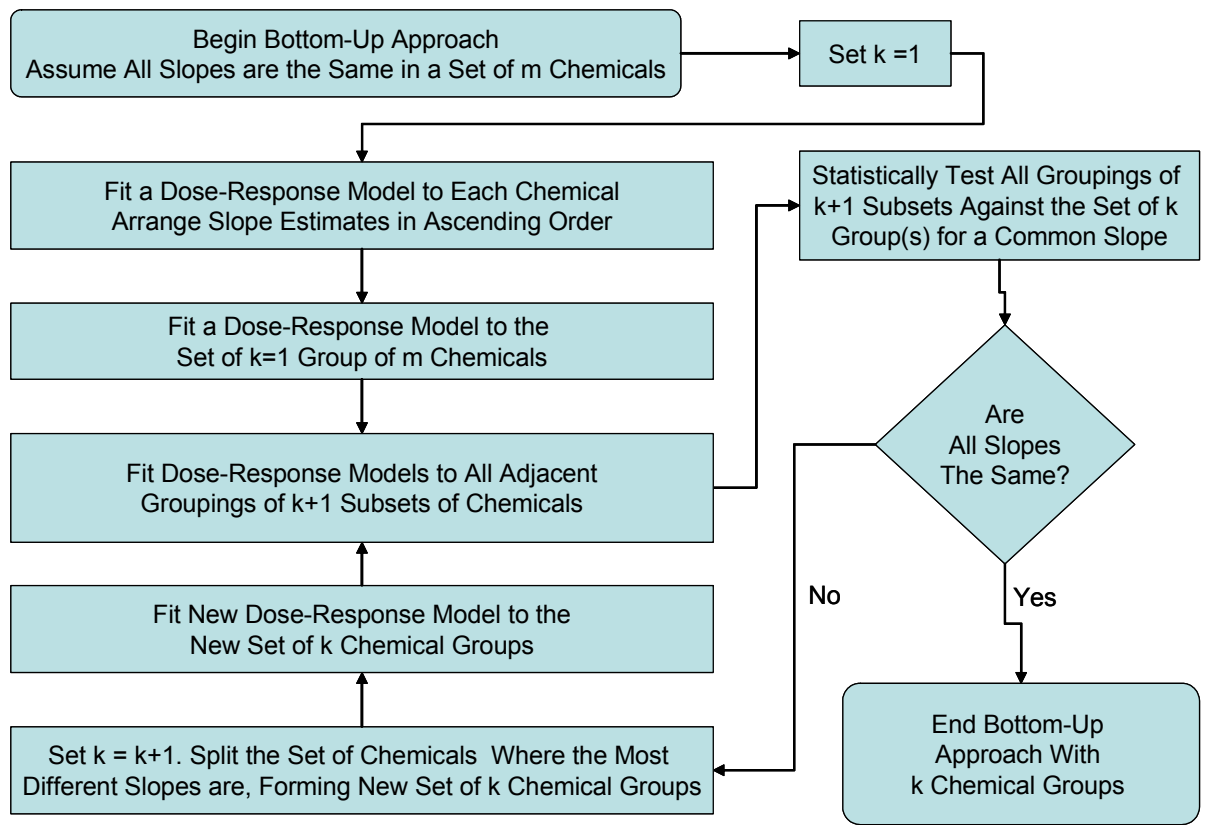 Begin Bottom-Up Approach
Assume All Slopes are the Same in a Set of m Chemicals
Set k =1
Fit a Dose-Response Model to Each Chemical
Arrange Slope Estimates in Ascending Order
Fit a Dose-Response Model to the
Set of k=1 Group of m Chemicals
Fit Dose-Response Models to All Adjacent
Groupings of k+1 Subsets of Chemicals
Statistically Test All Groupings of
k+1 Subsets Against the Set of k
Group(s) for a Common Slope
Are
All Slopes
The Same?
No
Yes
Fit New Dose-Response Model to the
New Set of k Chemical Groups
Set k = k+1. Split the Set of Chemicals Where the Most
Different Slopes are, Forming New Set of k Chemical Groups
End Bottom-Up
Approach With
k Chemical Groups